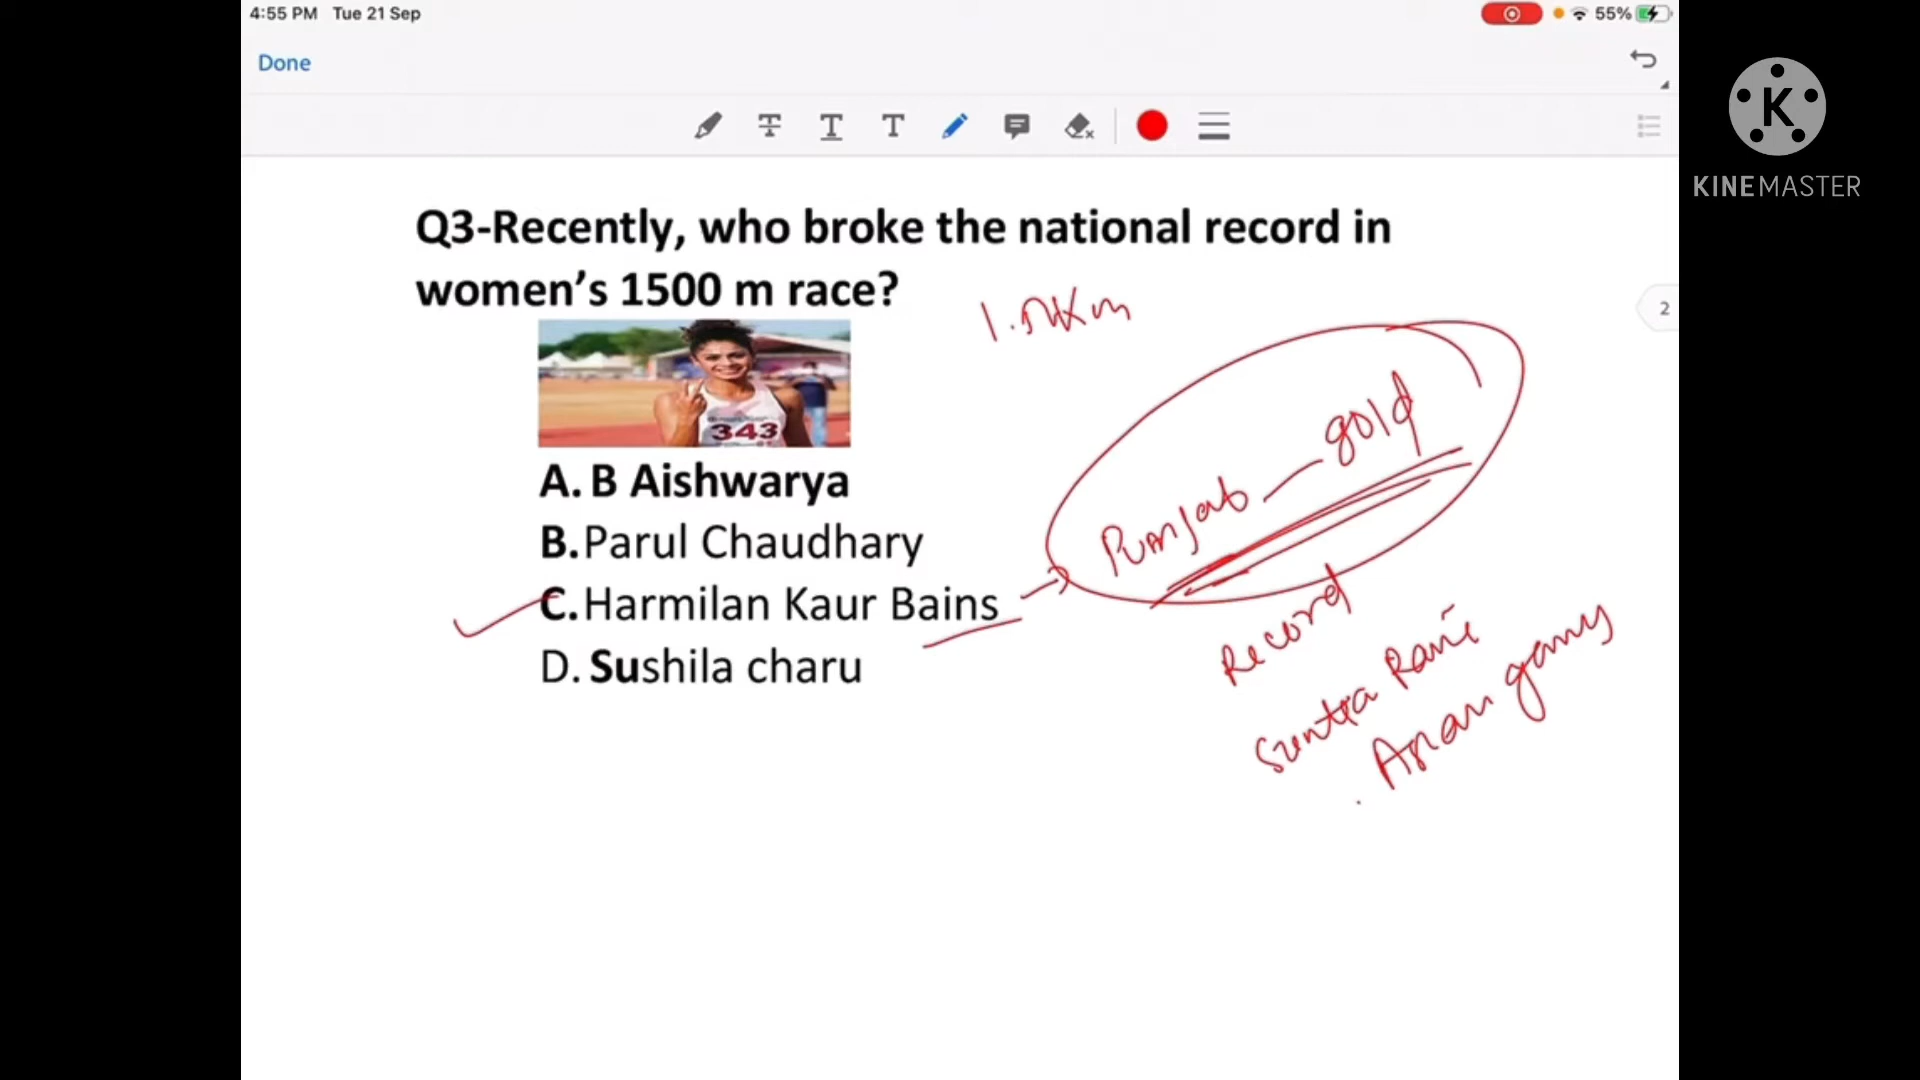 4:55 PM Tue 21 Sep
55%
Done
K
KINEMASTER
T T T
2
Q3-Recently, who broke the national record in
women's 1500 m race?
1.5Km
343
gold
Punjab
A. B Aishwarya
B.Parul Chaudhary
C.Harmilan Kaur Bains
D. Sushila charu
Record
Suntra Rani
Asian games